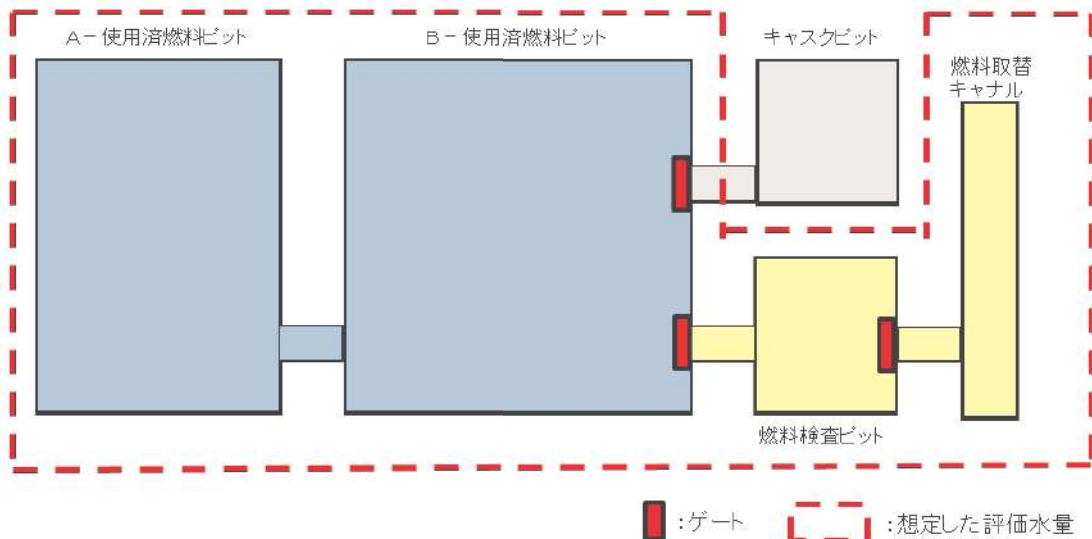 A-使用済燃料ピット
B-使用済燃料ピット
キャスクピット
燃料取替
キャナル
燃料検査ピット
:ゲート
:想定した評価水量